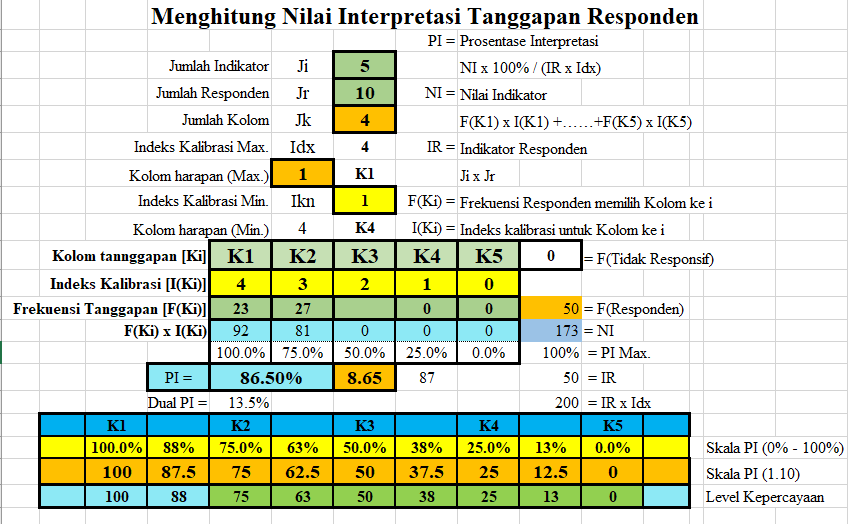 Menghitung Nilai Interpretasi Tanggapan Responden
PI = Prosentase Interpretasi
Jumlah Indikator Ji 5 NI x 100% / (IR x Idx)
Jumlah Responden Jr 10 NI = Nilai Indikator
Jumlah Kolom Jk 4 F(K1) x I(K1) +……+F(K5) x I(K5)
Indeks Kalibrasi Max. Idx 4 IR = Indikator Responden
Kolom harapan (Max.) 1 K1 Ji x Jr
Indeks Kalibrasi Min. Ikn 1 F(Ki) = Frekuensi Responden memilih Kolom ke i
Kolom harapan (Min.) 4 K4 I(Ki) = Indeks kalibrasi untuk Kolom ke i
Kolom tannggapan [Ki] K1 K2 K3 K4 K5 0 = F(Tidak Responsif)
Indeks Kalibrasi [I(Ki)] 4 3 2 1 0
Frekuensi Tanggapan [F(Ki)] 23 27 0 0 50 = F(Responden)
F(Ki) x I(Ki) 92 81 0 0 0 173 = NI
100.0% 75.0% 50.0% 25.0% 0.0% 100% = PI Max.
PI = 86.50% 8.65 87 50 = IR
Dual PI = 13.5% 200 = IR x Idx
K1 K2 K3 K4 K5
100.0% 88% 75.0% 63% 50.0% 38% 25.0% 13% 0.0% Skala PI (0% - 100%)
100 87.5 75 62.5 50 37.5 25 12.5 0 Skala PI (1.10)
100 88 75 63 50 38 25 13 0 Level Kepercayaan